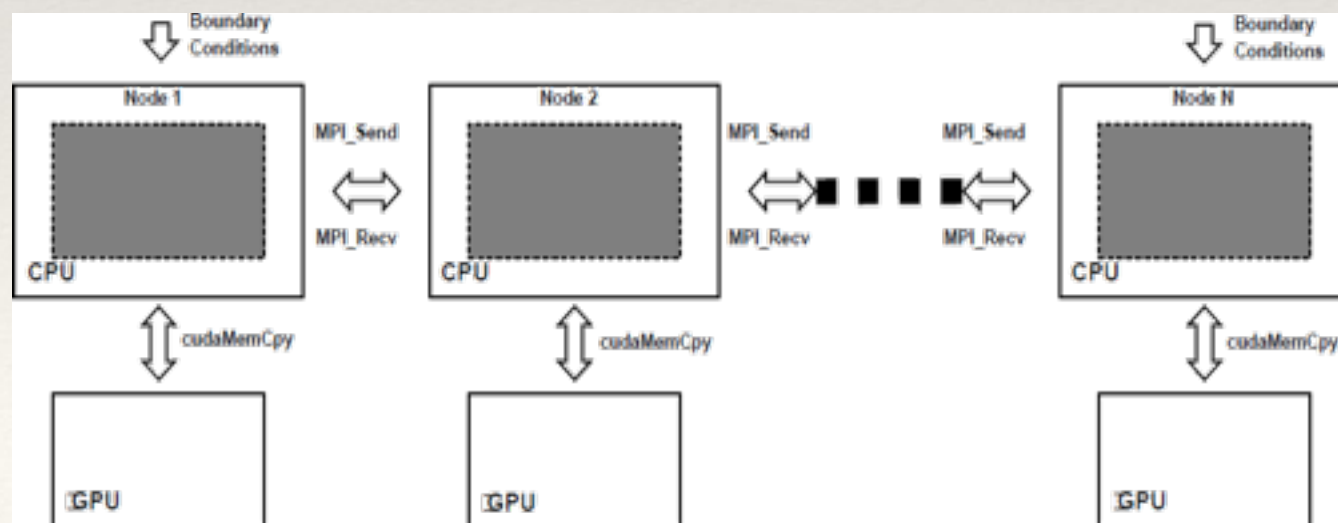 Boundary
Conditions
Boundary
Conditions
Node 1
Node 2
Node N
MPI_Send
MPI_Send
MPI_Send
MPI_Recv
MPI_Recv
MPI_Recv
CPU
CPU
CPU
cudaMemCpy
cudaMemCpy
cudaMemCpy
GPU
GPU
GPU